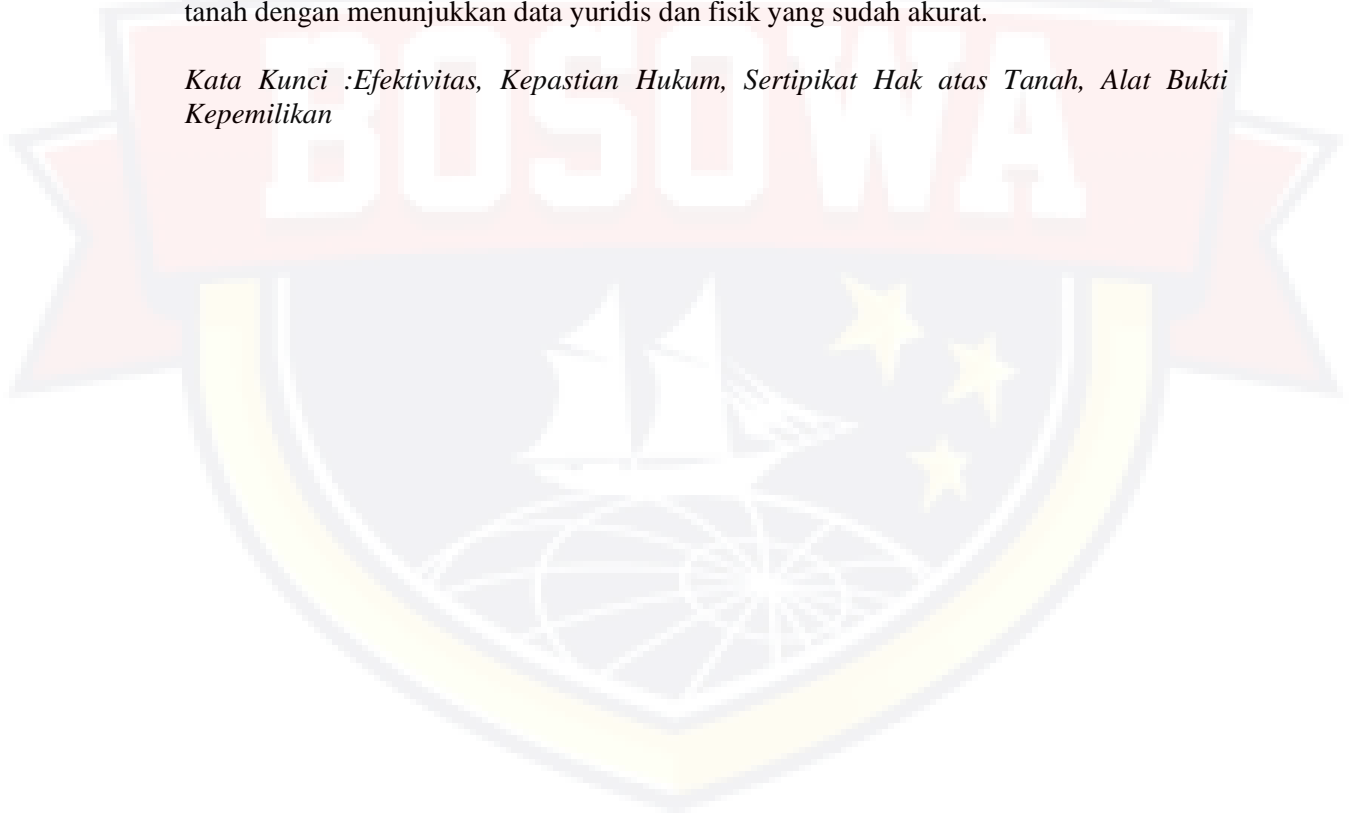 tanah dengan menunjukkan data yuridis dan fisik yang sudah akurat.
Kata Kunci :Efektivitas, Kepastian Hukum, Sertipikat Hak atas Tanah, Alat Bukti
Kepemilikan
BOSOWA